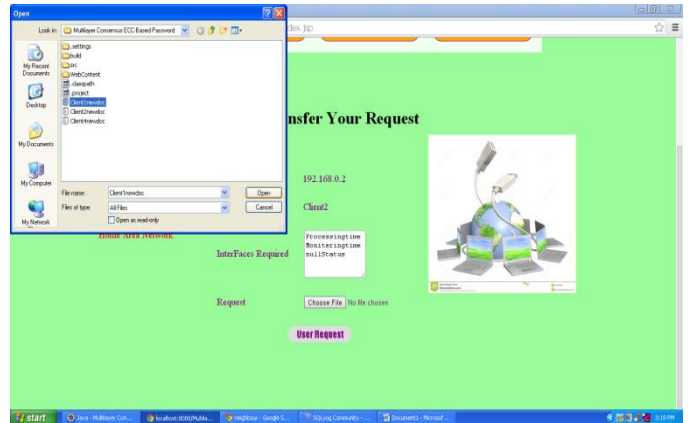 Open
Look in:
Multilayer Consensus ECC-Based Password
My Recent
Documents
Desktop
My Documents
My Computer
My Network
.settings
build
src
WebContent
.classpath
.project
Client1newdoc
Client2newdoc
Client4newdoc
File name:
Client1newdoc
Open
Files of type:
All Files
Cancel
Open as read-only
dex.jsp
nsfer Your Request
192.168.0.2
Client2
Home Area Network
InterFaces Required
Processingtime
Moniteringtime
nullStatus
Request
Choose File No file chosen
User Request
start
Java - Multilayer Con...
localhost:8080/Multila...
neighbour - Google S...
SQLyog Community - ...
Document1 - Microsof...